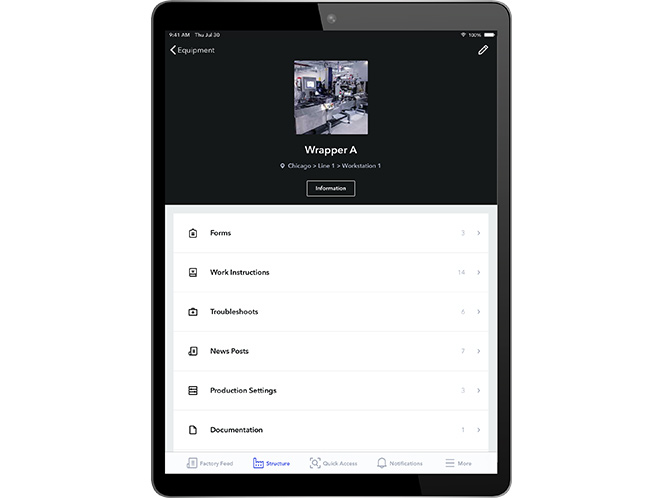 9:41 AM Thu Jul 30 100%
Equipment
Wrapper A
Chicago > Line 1 > Workstation 1
Information
Forms 3
Work Instructions 14
Troubleshoots 6
News Posts 7
Production Settings 3
Documentation 1
Factory Feed Structure Quick Access Notifications More